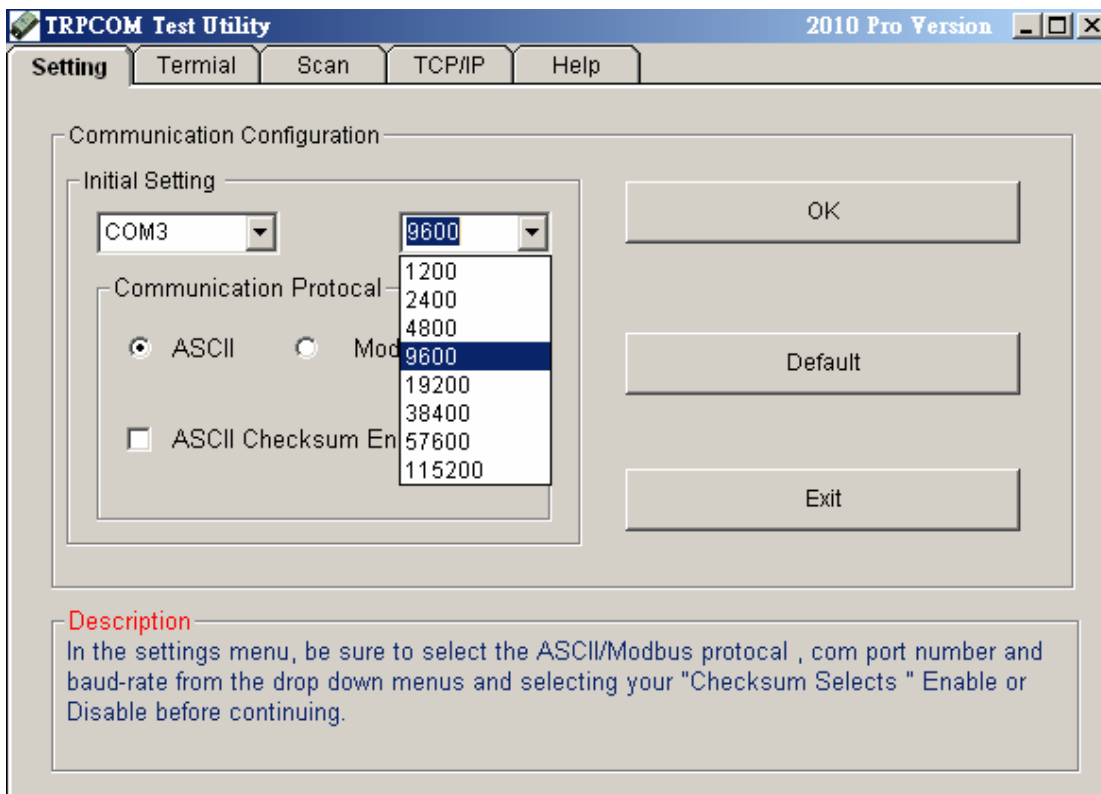 TRPCOM Test Utility 2010 Pro Version
Setting Termial Scan TCP/IP Help
Communication Configuration
Initial Setting
COM3 9600
OK
1200
Communication Protocal
2400
4800
ASCII Mod
9600
Default
19200
38400
ASCII Checksum En
57600
115200
Exit
Description
In the settings menu, be sure to select the ASCII/Modbus protocal , com port number and
baud-rate from the drop down menus and selecting your "Checksum Selects " Enable or
Disable before continuing.